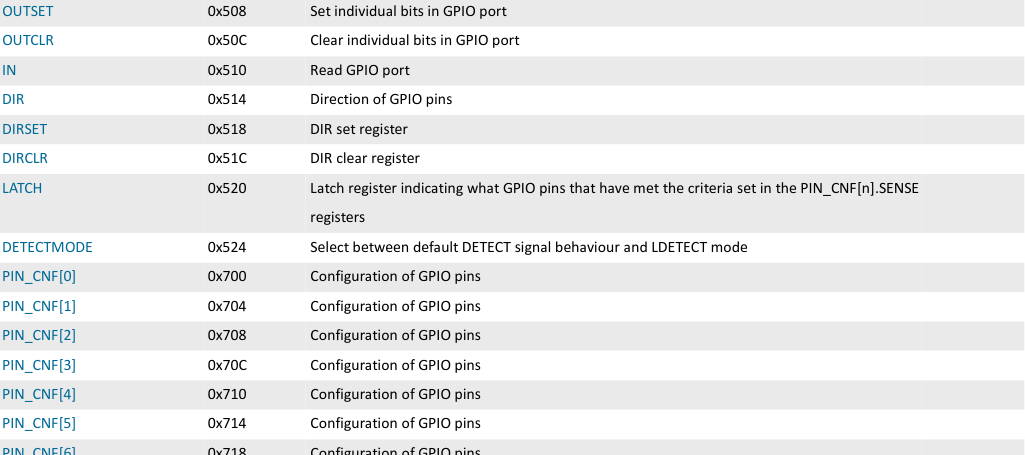 OUTSET 0x508 Set individual bits in GPIO port
OUTCLR 0x50C Clear individual bits in GPIO port
IN 0x510 Read GPIO port
DIR 0x514 Direction of GPIO pins
DIRSET 0x518 DIR set register
DIRCLR 0x51C DIR clear register
LATCH 0x520 Latch register indicating what GPIO pins that have met the criteria set in the PIN_CNF[n].SENSE
registers
DETECTMODE 0x524 Select between default DETECT signal behaviour and LDETECT mode
PIN_CNF[0] 0x700 Configuration of GPIO pins
PIN_CNF[1] 0x704 Configuration of GPIO pins
PIN_CNF[2] 0x708 Configuration of GPIO pins
PIN_CNF[3] 0x70C Configuration of GPIO pins
PIN_CNF[4] 0x710 Configuration of GPIO pins
PIN_CNF[5] 0x714 Configuration of GPIO pins
PIN_CNF[6] 0x718 Configuration of GPIO pins